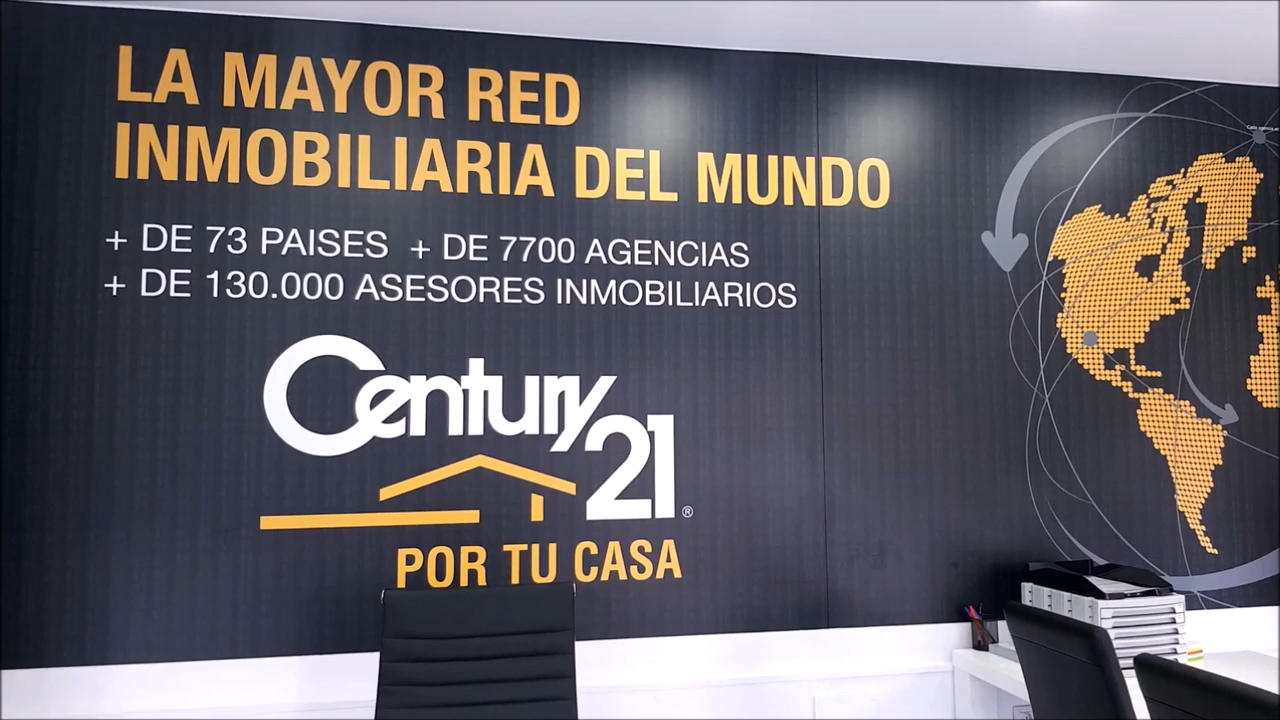 LA MAYOR RED
INMOBILIARIA DEL MUNDO
+ DE 73 PAISES + DE 7700 AGENCIAS
+ DE 130.000 ASESORES INMOBILIARIOS
Century
21®
POR TU CASA